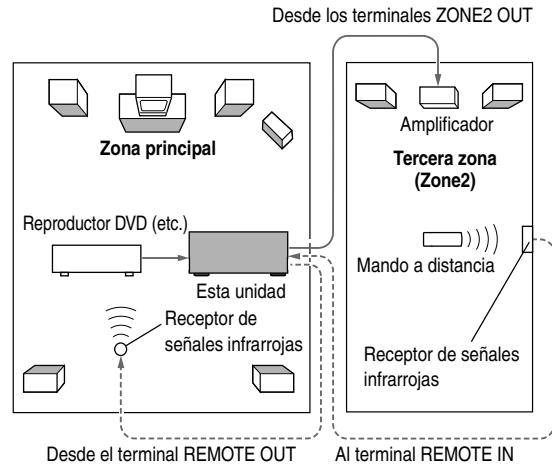 Desde los terminales ZONE2 OUT
Zona principal
Amplificador
Tercera zona
(Zone2)
Reproductor DVD (etc.)
Esta unidad
Mando a distancia
Receptor de
señales infrarrojas
Receptor de señales
infrarrojas
Desde el terminal REMOTE OUT
Al terminal REMOTE IN